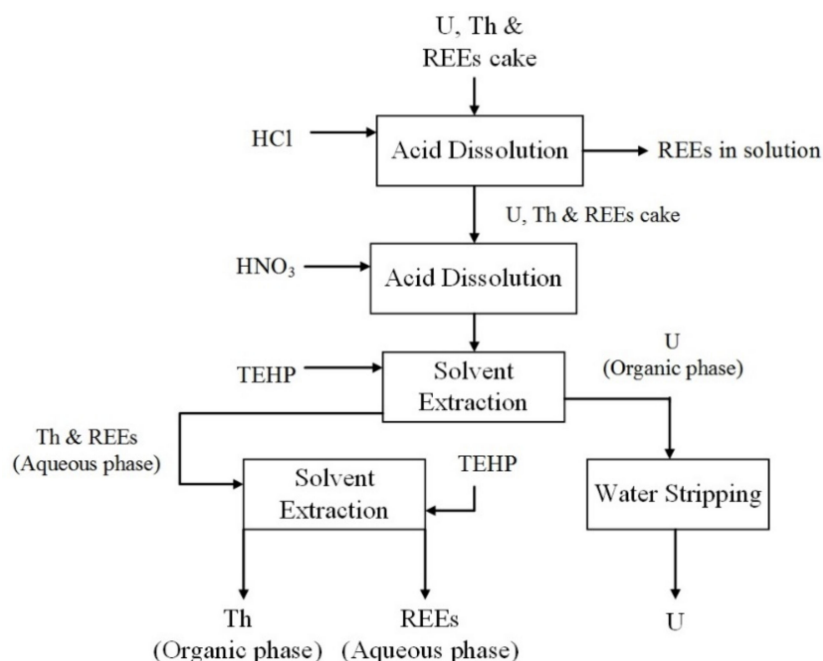 U, Th &
REEs cake
HCl
Acid Dissolution
REEs in solution
U, Th & REEs cake
HNO₃
Acid Dissolution
U
(Organic phase)
TEHP
Solvent
Extraction
Th & REEs
(Aqueous phase)
TEHP
Solvent
Extraction
Water Stripping
Th
(Organic phase)
REEs
(Aqueous phase)
U